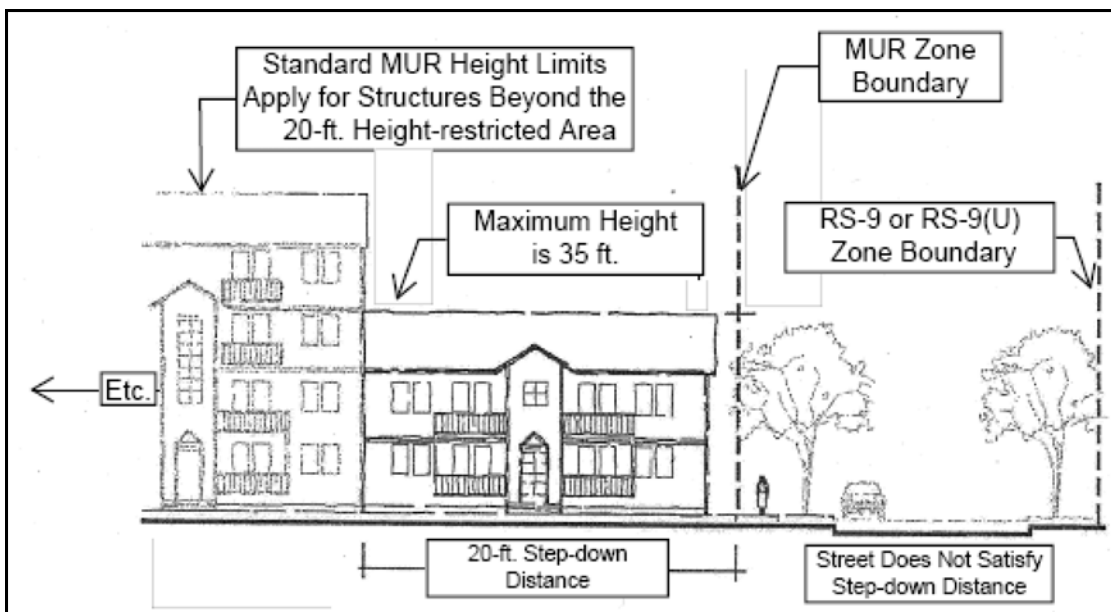 Standard MUR Height Limits
Apply for Structures Beyond the
20-ft. Height-restricted Area
MUR Zone
Boundary
Maximum Height
is 35 ft.
RS-9 or RS-9(U)
Zone Boundary
Etc.
20-ft. Step-down
Distance
Street Does Not Satisfy
Step-down Distance